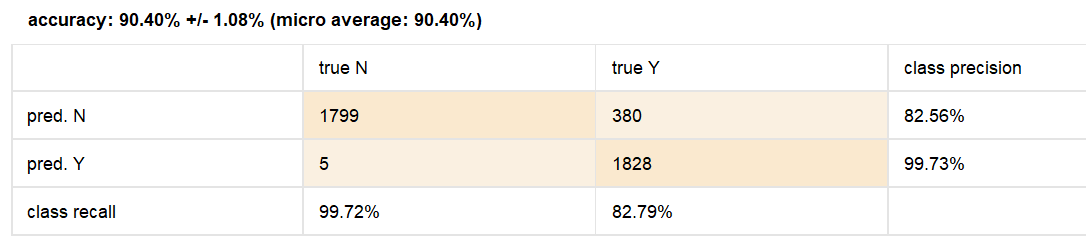 accuracy: 90.40% +/- 1.08% (micro average: 90.40%)
true N true Y class precision
pred. N 1799 380 82.56%
pred. Y 5 1828 99.73%
class recall 99.72% 82.79%